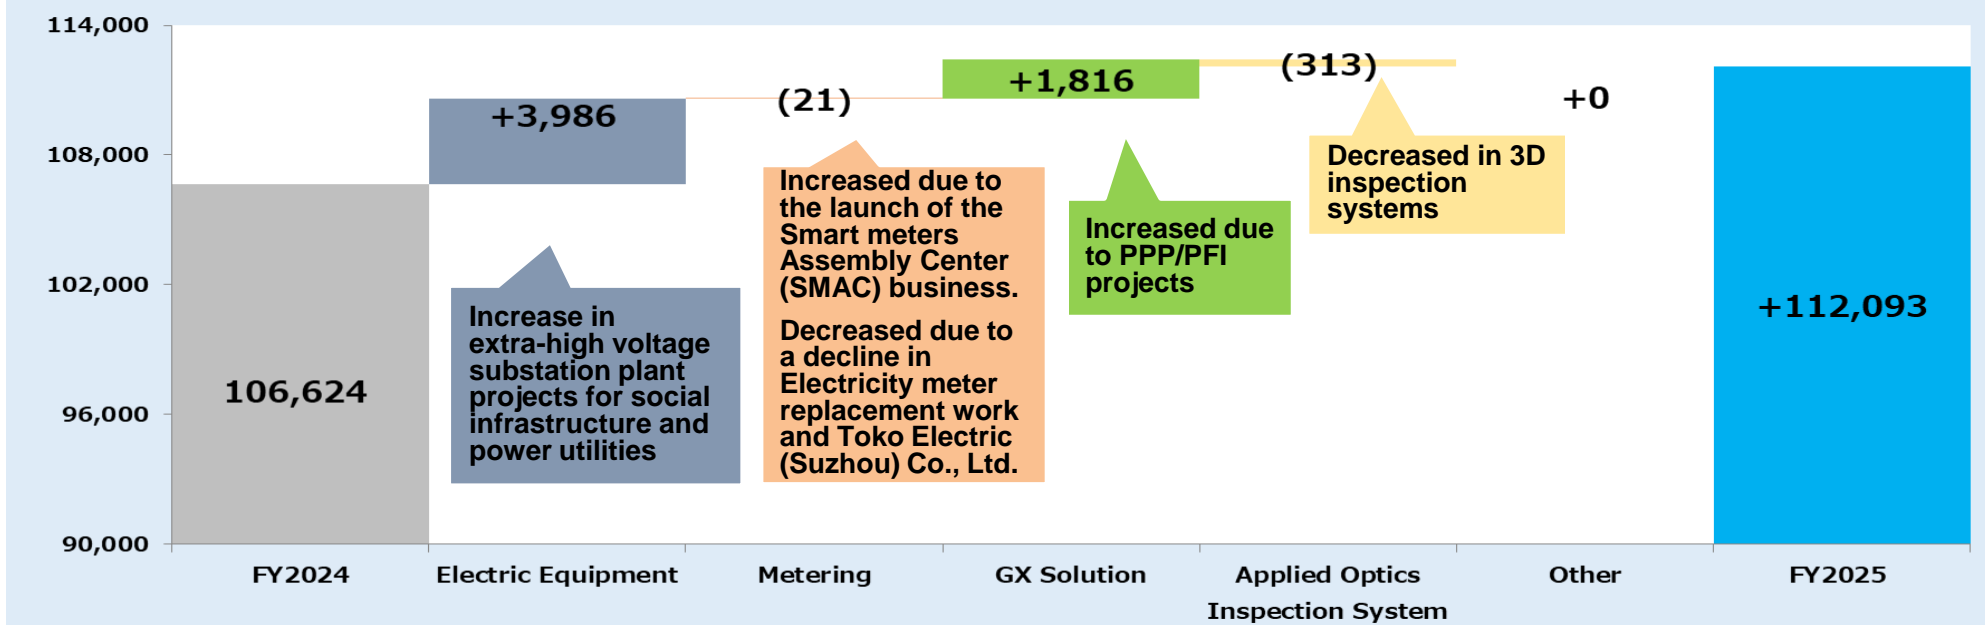 114,000
108,000
102,000
96,000
90,000
106,624
+3,986
(21)
+1,816
(313)
+0
+112,093
Increase in
extra-high voltage
substation plant
projects for social
infrastructure and
power utilities
Increased due to
the launch of the
Smart meters
Assembly Center
(SMAC) business.
Decreased due to
a decline in
Electricity meter
replacement work
and Toko Electric
(Suzhou) Co., Ltd.
Increased due
to PPP/PFI
projects
Decreased in 3D
inspection
systems
FY2024
Electric Equipment
Metering
GX Solution
Applied Optics
Inspection System
Other
FY2025